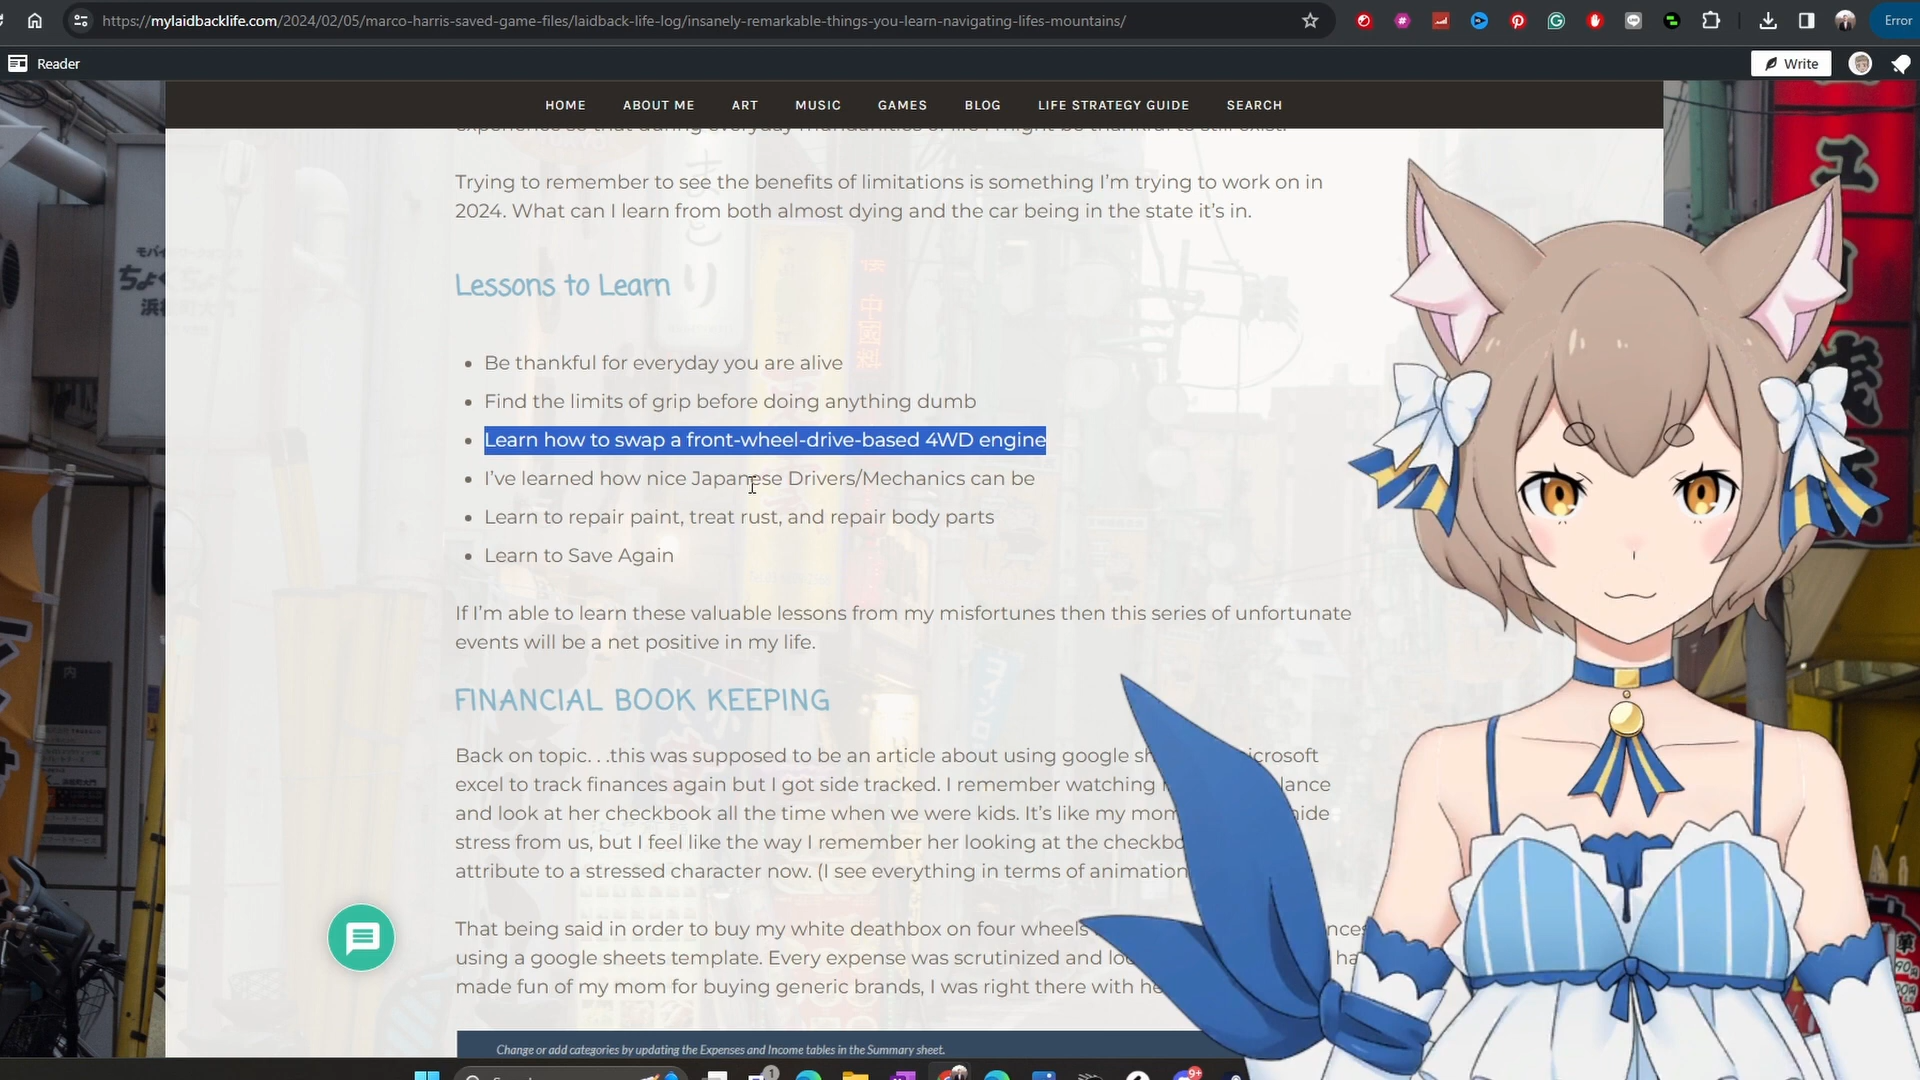 https://mylaidbacklife.com/2024/02/05/marco-harris-saved-game-files/laidback-life-log/insanely-remarkable-things-you-learn-navigating-lifes-mountains/
Error
Reader
Write
HOME
ABOUT ME
ART
MUSIC
GAMES
BLOG
LIFE STRATEGY GUIDE
SEARCH
experience so that during everyday mundanities of life I might be thankful to still exist.
Trying to remember to see the benefits of limitations is something I'm trying to work on in
2024. What can I learn from both almost dying and the car being in the state it's in.
Lessons to Learn
Be thankful for everyday you are alive
Find the limits of grip before doing anything dumb
Learn how to swap a front-wheel-drive-based 4WD engine
I've learned how nice Japanese Drivers/Mechanics can be
Learn to repair paint, treat rust, and repair body parts
Learn to Save Again
If I'm able to learn these valuable lessons from my misfortunes then this series of unfortunate
events will be a net positive in my life.
FINANCIAL BOOK KEEPING
Back on topic. . .this was supposed to be an article about using google
excel to track finances again but I got side tracked. I remember watching
and look at her checkbook all the time when we were kids. It's like my mom hide
stress from us, but I feel like the way I remember her looking at the
attribute to a stressed character now. (I see everything in terms of animation
That being said in order to buy my white deathbox on four wheels
using a google sheets template. Every expense was scrutinized and
made fun of my mom for buying generic brands, I was right there with
Change or add categories by updating the Expenses and Income tables in the Summary sheet.
1
9+